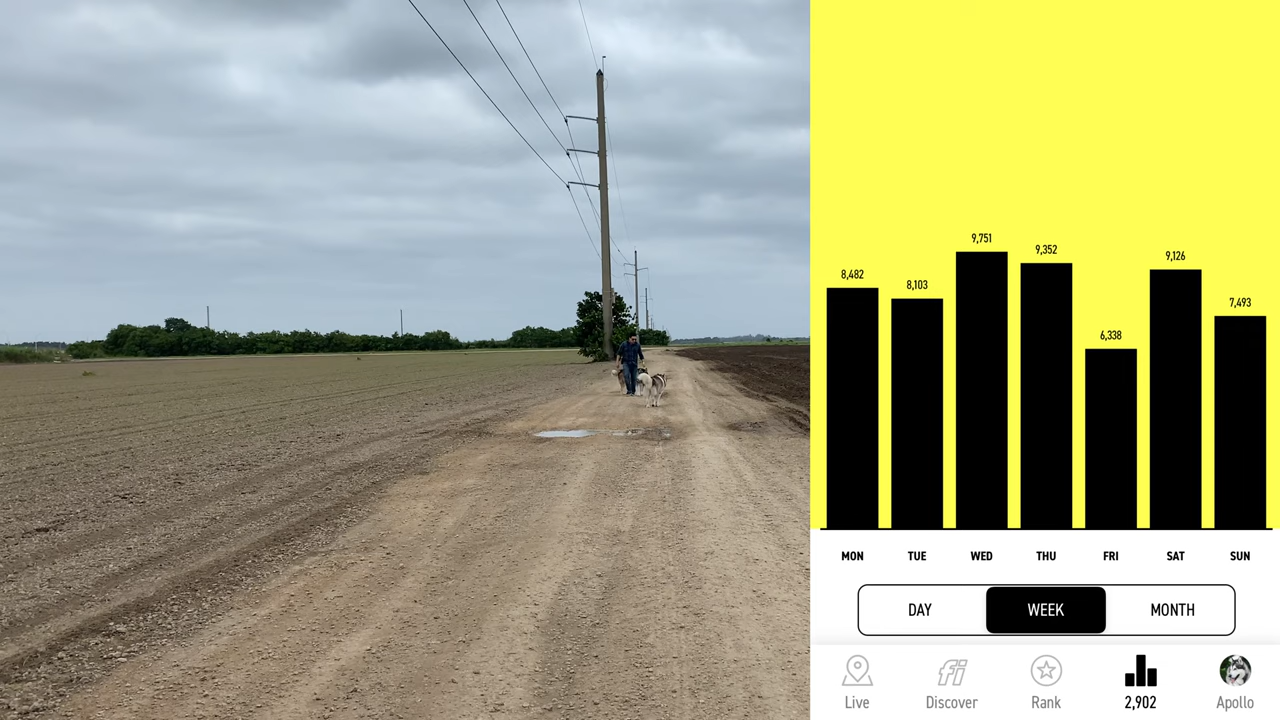 9,751
9,352
9,126
8,482
8,103
7,493
6,338
MON TUE WED THU FRI SAT SUN
DAY WEEK MONTH
fi
Live Discover Rank 2,902 Apollo